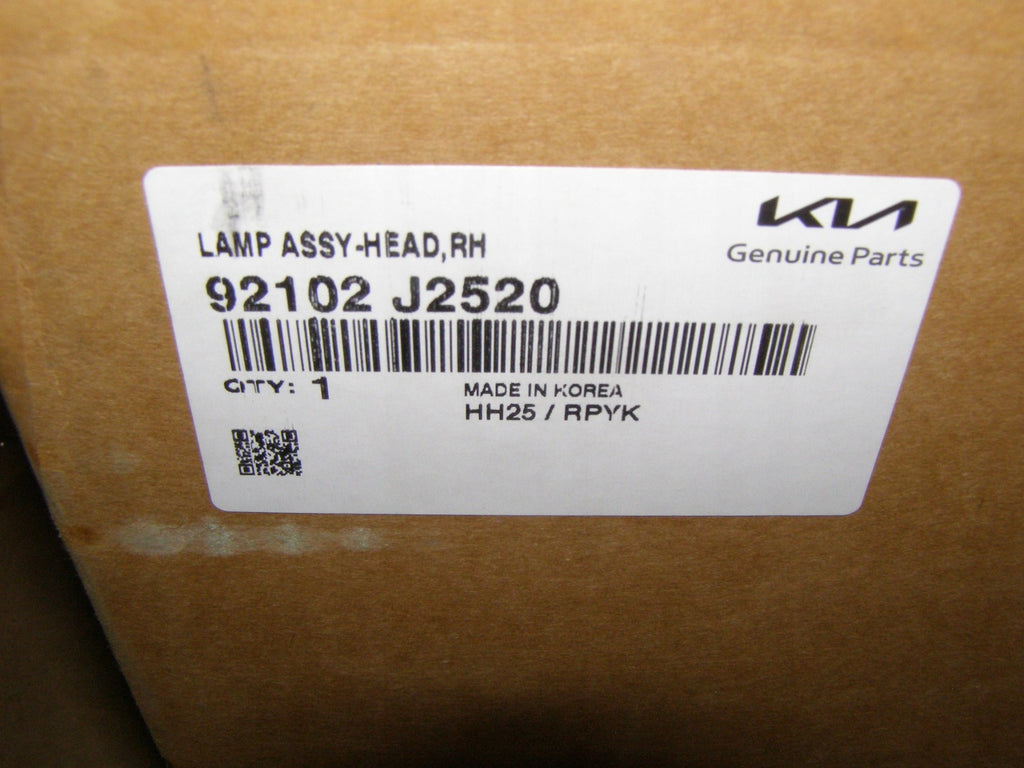 KIA
Genuine Parts
LAMP ASSY-HEAD,RH
92102 J2520
QTY: 1
MADE IN KOREA
HH25 / RPYK